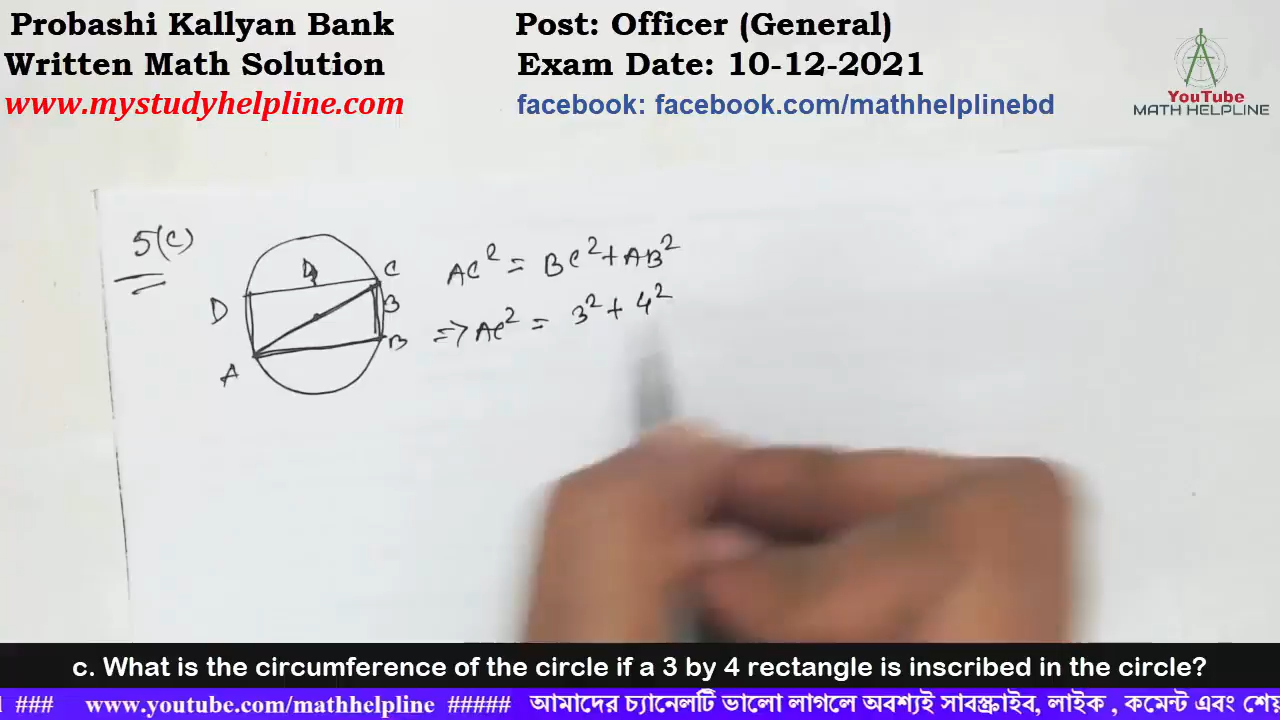 Probashi Kallyan Bank
Post: Officer (General)
Written Math Solution
Exam Date: 10-12-2021
www.mystudyhelpline.com
facebook: facebook.com/mathhelplinebd
YouTube
MATH HELPLINE
5(c)
AC² = BC² + AB²
⇒ AC² = 3² + 4²
D
C
3
B
A
c. What is the circumference of the circle if a 3 by 4 rectangle is inscribed in the circle?
### www.youtube.com/mathhelpline ##### আমাদের চ্যানেলটি ভালো লাগলে অবশ্যই সাবস্ক্রাইব, লাইক , কমেন্ট এবং শে